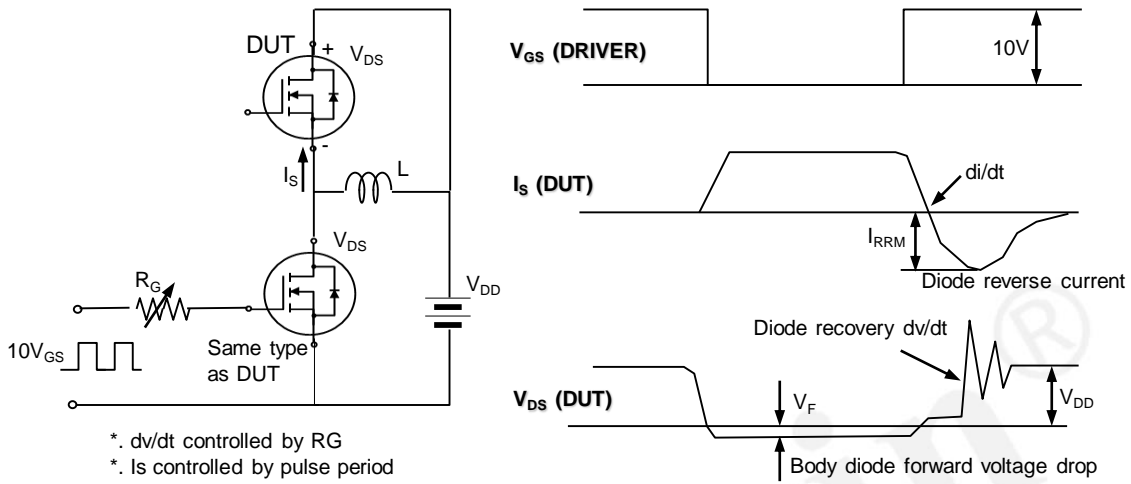 DUT
+
V_DS
-
I_S
L
V_DS
R_G
V_DD
10V_GS
Same type
as DUT
*. dv/dt controlled by RG
*. Is controlled by pulse period
V_GS (DRIVER)
10V
I_S (DUT)
di/dt
I_RRM
Diode reverse current
Diode recovery dv/dt
V_DS (DUT)
V_F
V_DD
Body diode forward voltage drop
in®